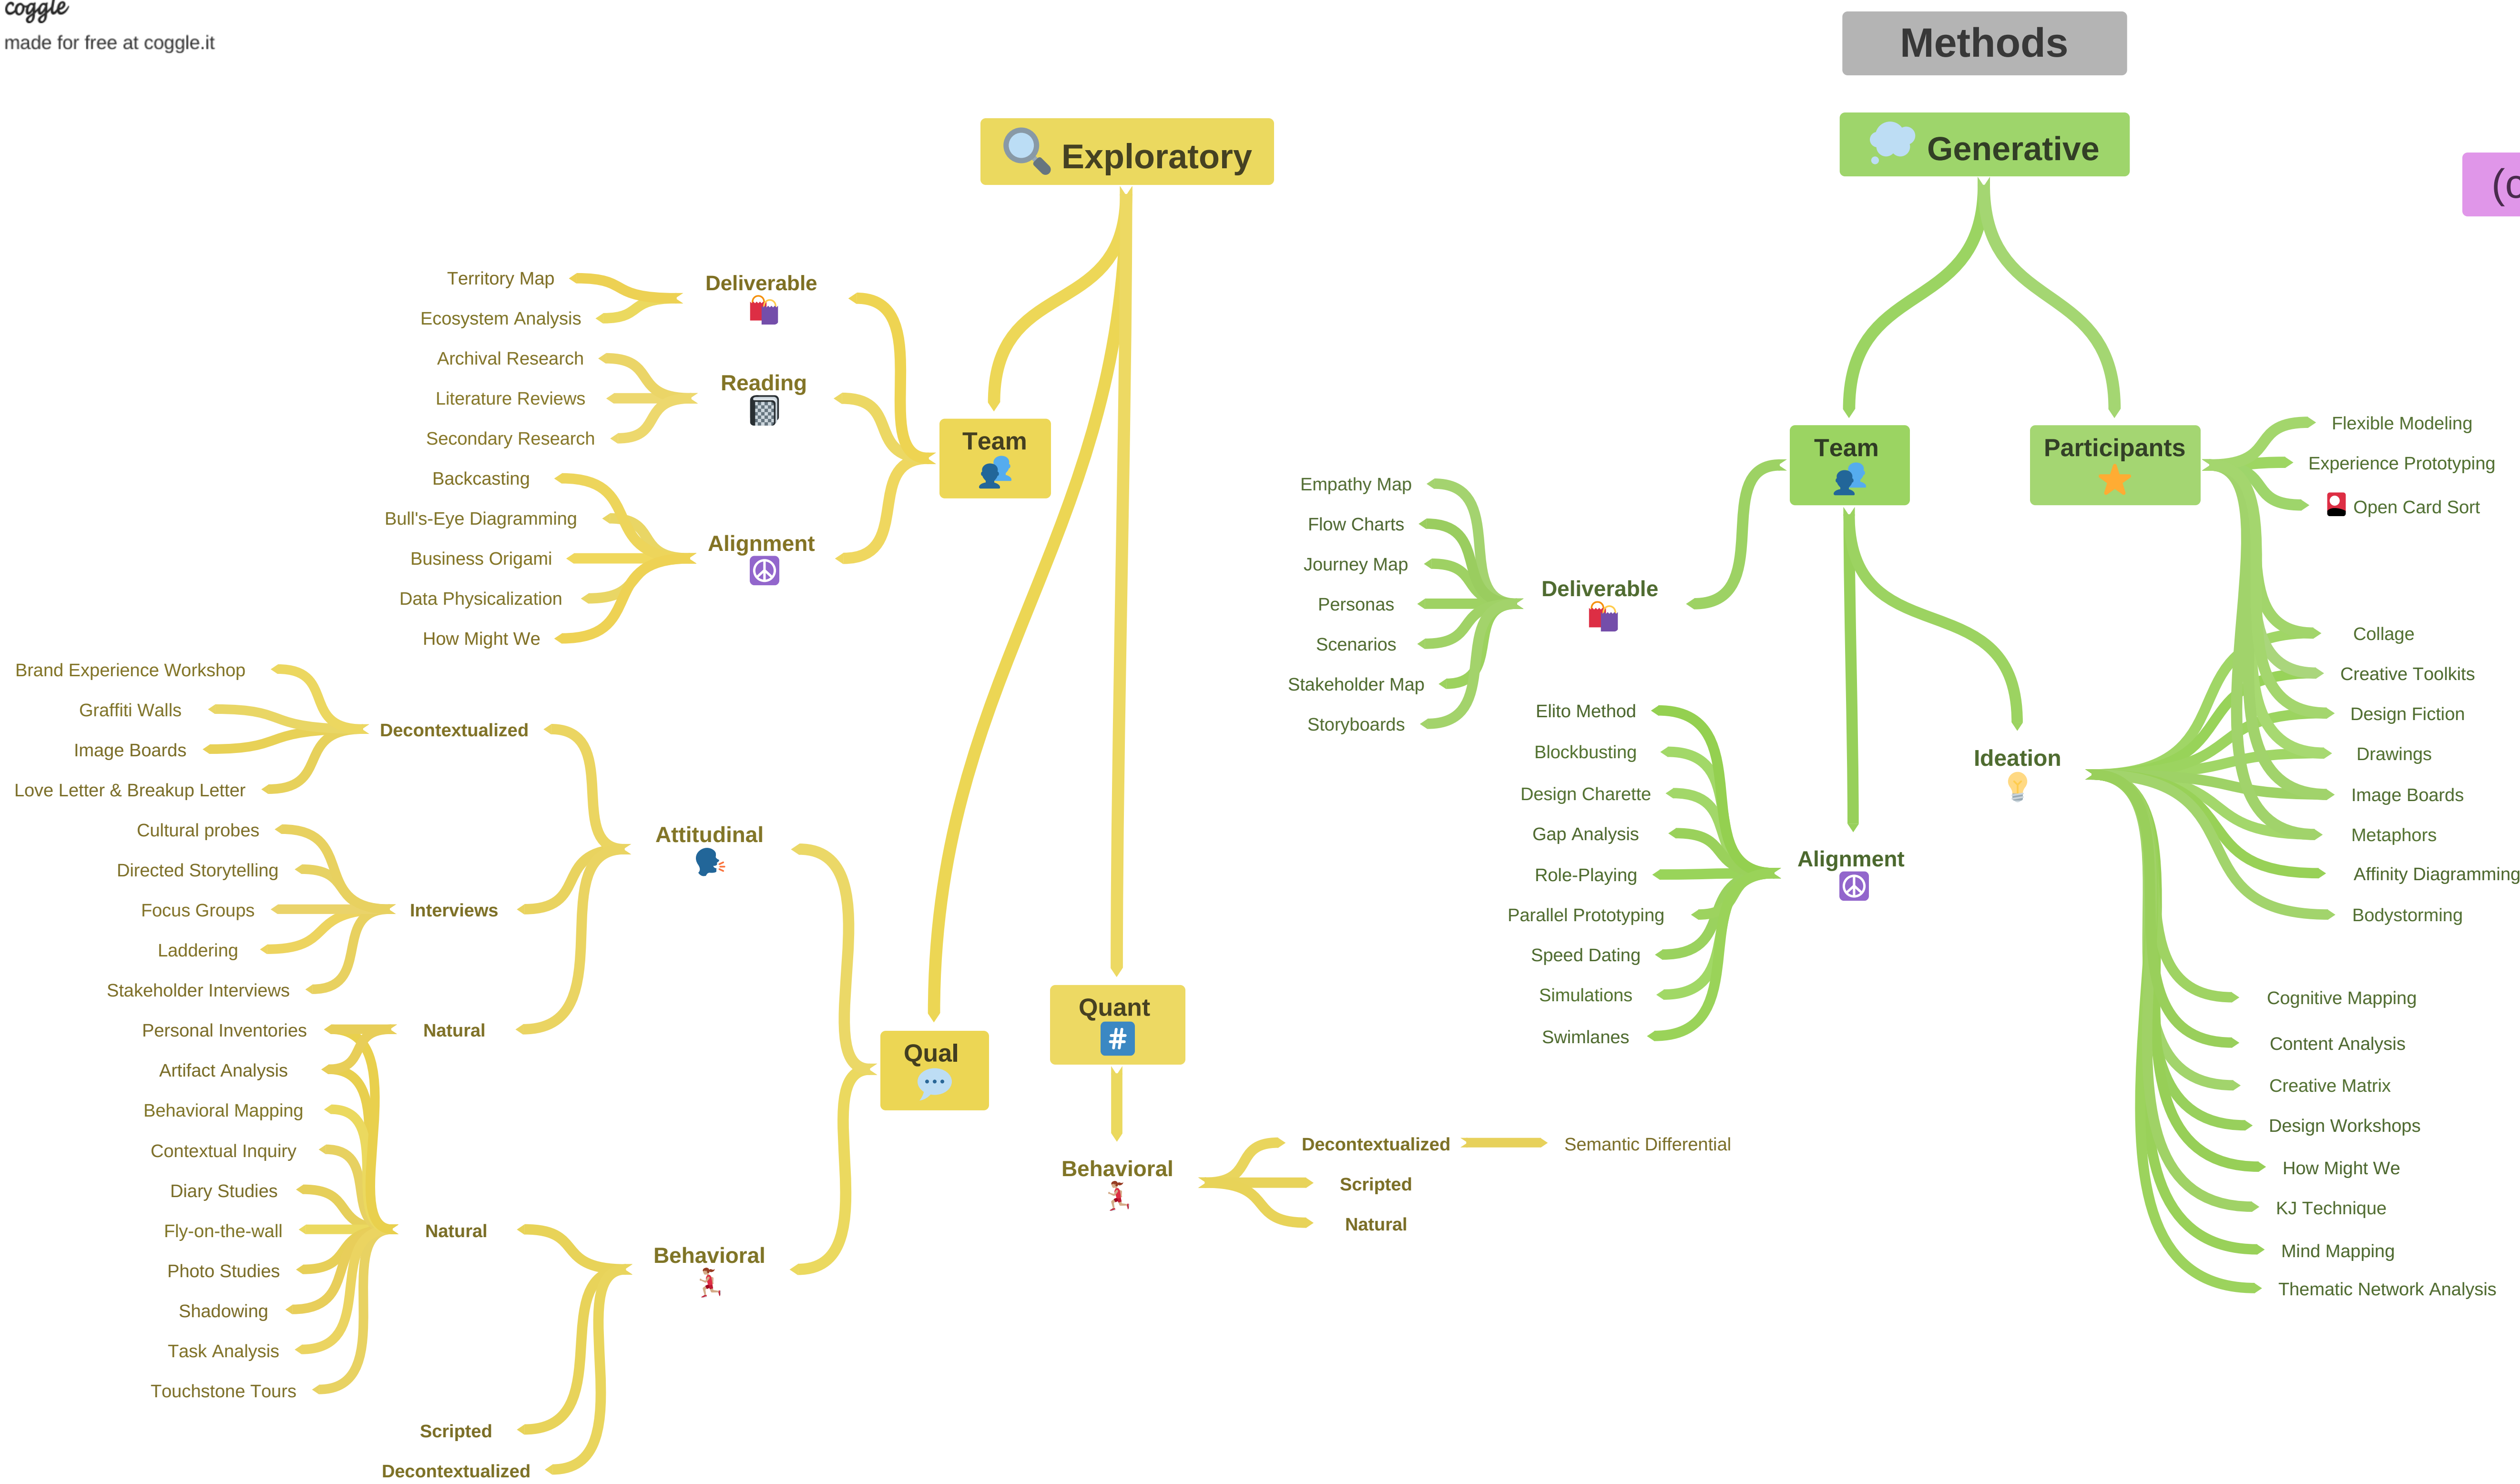 coggle
made for free at coggle.it
Methods
Exploratory
Generative
(c
Territory Map
Deliverable
Ecosystem Analysis
Archival Research
Reading
Literature Reviews
Secondary Research
Team
Backcasting
Bull's-Eye Diagramming
Alignment
Business Origami
Data Physicalization
How Might We
Brand Experience Workshop
Graffiti Walls
Decontextualized
Image Boards
Love Letter & Breakup Letter
Attitudinal
Cultural probes
Directed Storytelling
Focus Groups
Interviews
Laddering
Stakeholder Interviews
Personal Inventories
Natural
Qual
Artifact Analysis
Behavioral Mapping
Contextual Inquiry
Diary Studies
Fly-on-the-wall
Natural
Photo Studies
Behavioral
Shadowing
Task Analysis
Touchstone Tours
Scripted
Decontextualized
Quant
#
Behavioral
Decontextualized
Semantic Differential
Scripted
Natural
Team
Participants
Flexible Modeling
Experience Prototyping
Open Card Sort
Empathy Map
Flow Charts
Journey Map
Deliverable
Personas
Scenarios
Stakeholder Map
Storyboards
Elito Method
Blockbusting
Design Charette
Gap Analysis
Alignment
Role-Playing
Parallel Prototyping
Speed Dating
Simulations
Swimlanes
Ideation
Collage
Creative Toolkits
Design Fiction
Drawings
Image Boards
Metaphors
Affinity Diagramming
Bodystorming
Cognitive Mapping
Content Analysis
Creative Matrix
Design Workshops
How Might We
KJ Technique
Mind Mapping
Thematic Network Analysis